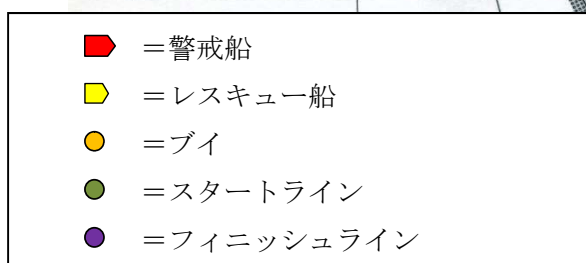 ＝警戒船
＝レスキュー船
＝ブイ
＝スタートライン
＝フィニッシュライン